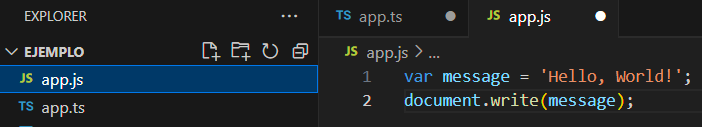 EXPLORER ...
TS app.ts
JS app.js
EJEMPLO
JS app.js
TS app.ts
JS app.js > ...
1 var message = 'Hello, World!';
2 document.write(message);